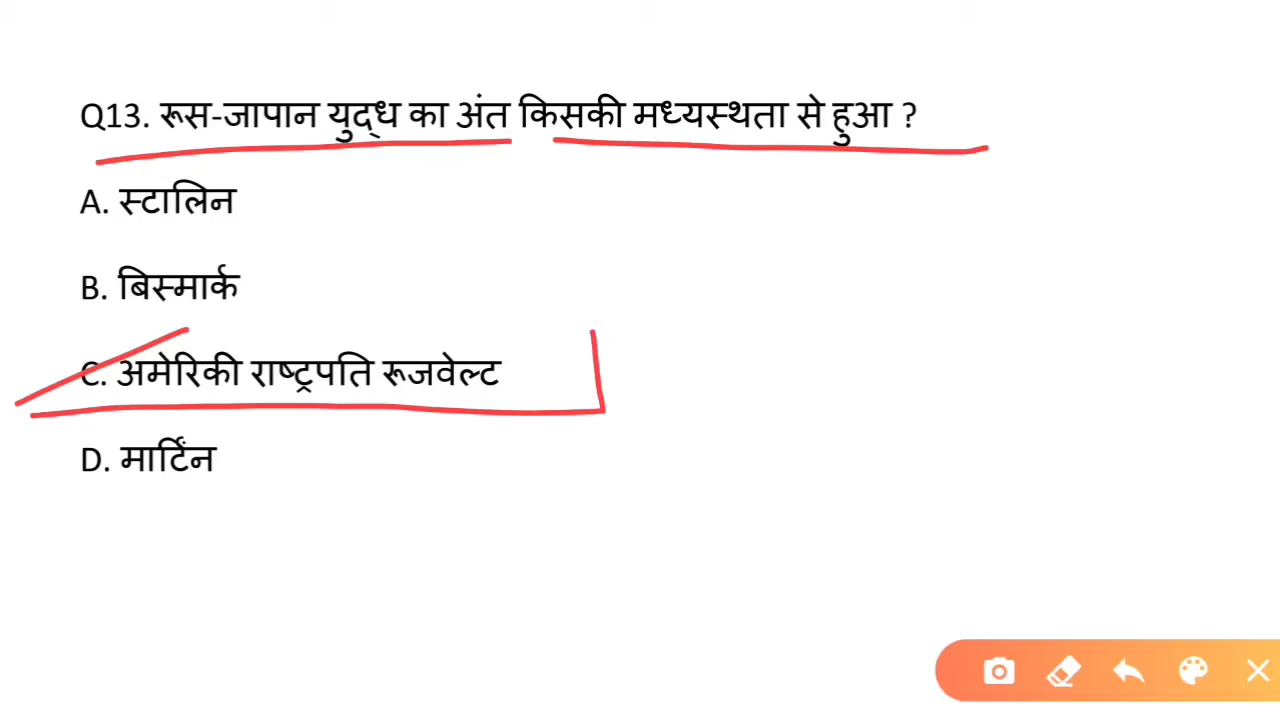 Q13. रूस-जापान युद्ध का अंत किसकी मध्यस्थता से हुआ ?
A. स्टालिन
B. बिस्मार्क
C. अमेरिकी राष्ट्रपति रूजवेल्ट
D. मार्टिंन